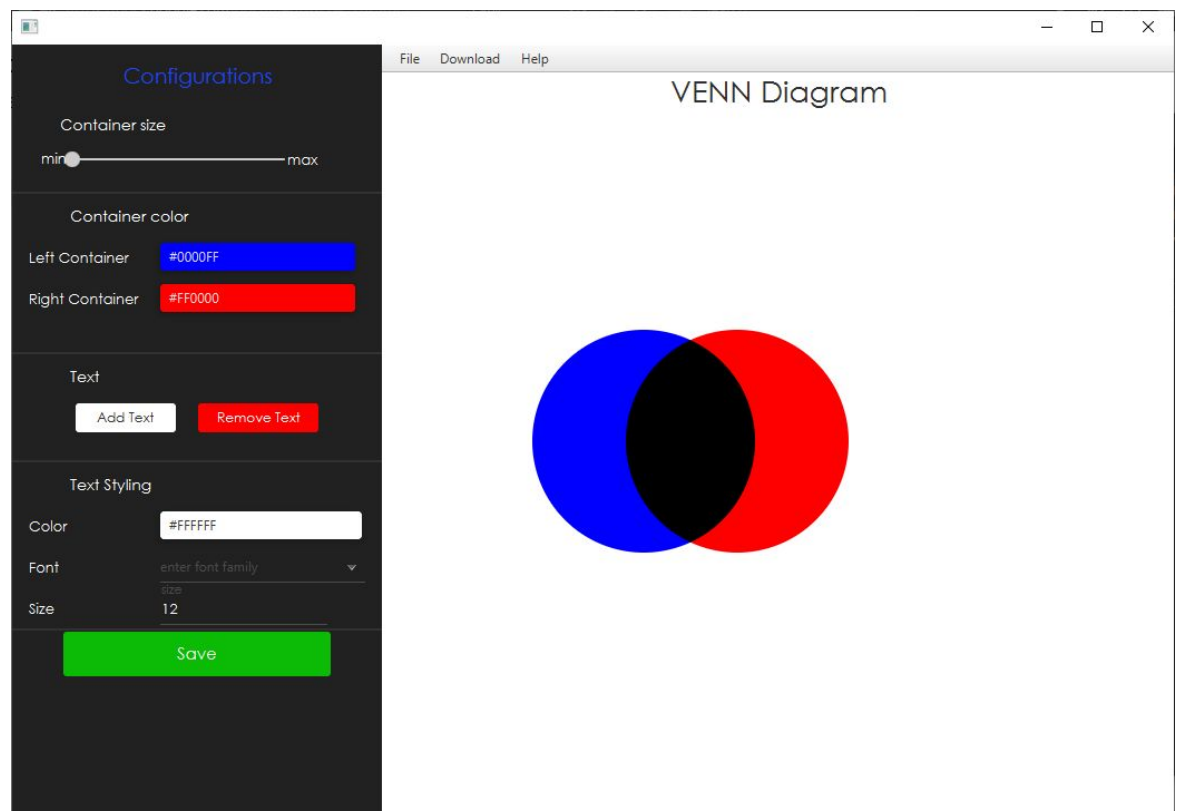 Configurations
Container size
min max
Container color
Left Container #0000FF
Right Container #FF0000
Text
Add Text Remove Text
Text Styling
Color #FFFFFF
Font enter font family
size
Size 12
Save
File Download Help
VENN Diagram